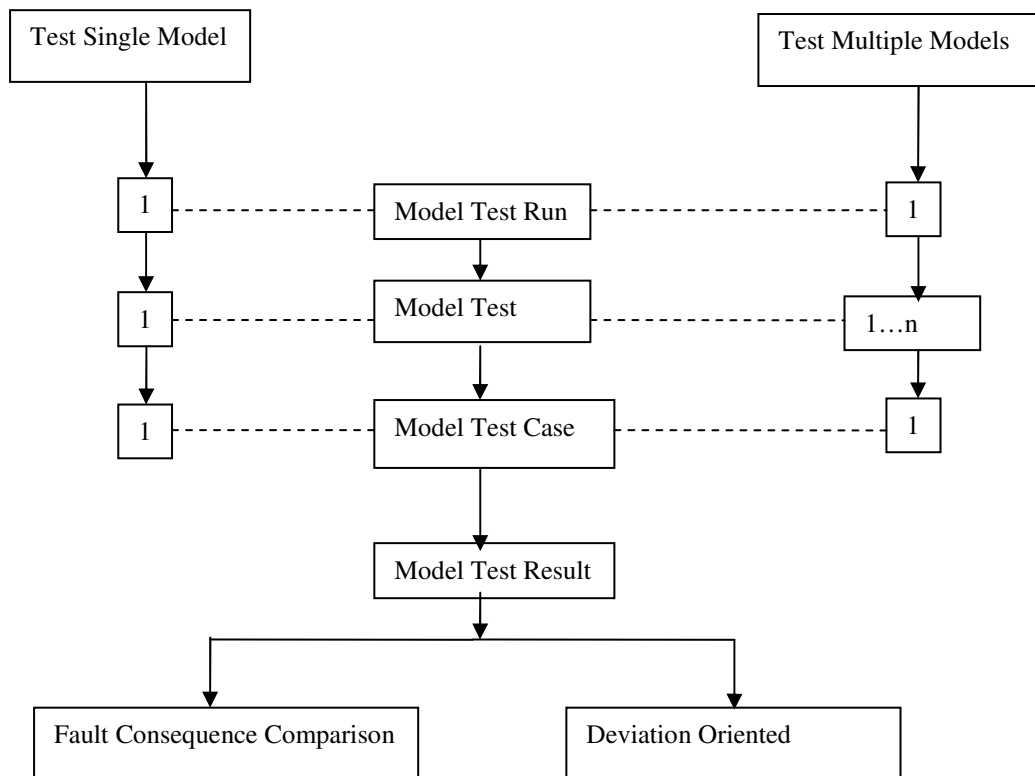 Test Single Model
Test Multiple Models
1
Model Test Run
1
1
Model Test
1…n
1
Model Test Case
1
Model Test Result
Fault Consequence Comparison
Deviation Oriented